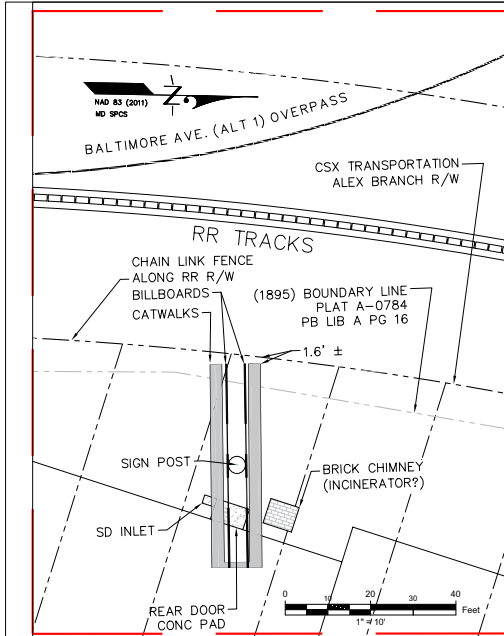 NAD 83 (2011)
MD SPCS
BALTIMORE AVE. (ALT 1) OVERPASS
CSX TRANSPORTATION
ALEX BRANCH R/W
RR TRACKS
CHAIN LINK FENCE
ALONG RR R/W
BILLBOARDS
CATWALKS
(1895) BOUNDARY LINE
PLAT A-0784
PB LIB A PG 16
1.6' ±
SIGN POST
BRICK CHIMNEY
(INCINERATOR?)
SD INLET
REAR DOOR
CONC PAD
0 10 20 30 40
Feet
1" = 10'